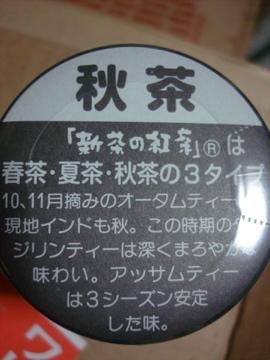 秋茶
「新茶の紅茶」®は
春茶・夏茶・秋茶の3タイプ
10、11月摘みのオータムティー
現地インドも秋。この時期の
ジリンティーは深くまろやかな
味わい。アッサムティー
は3シーズン安定
した味。
ワ